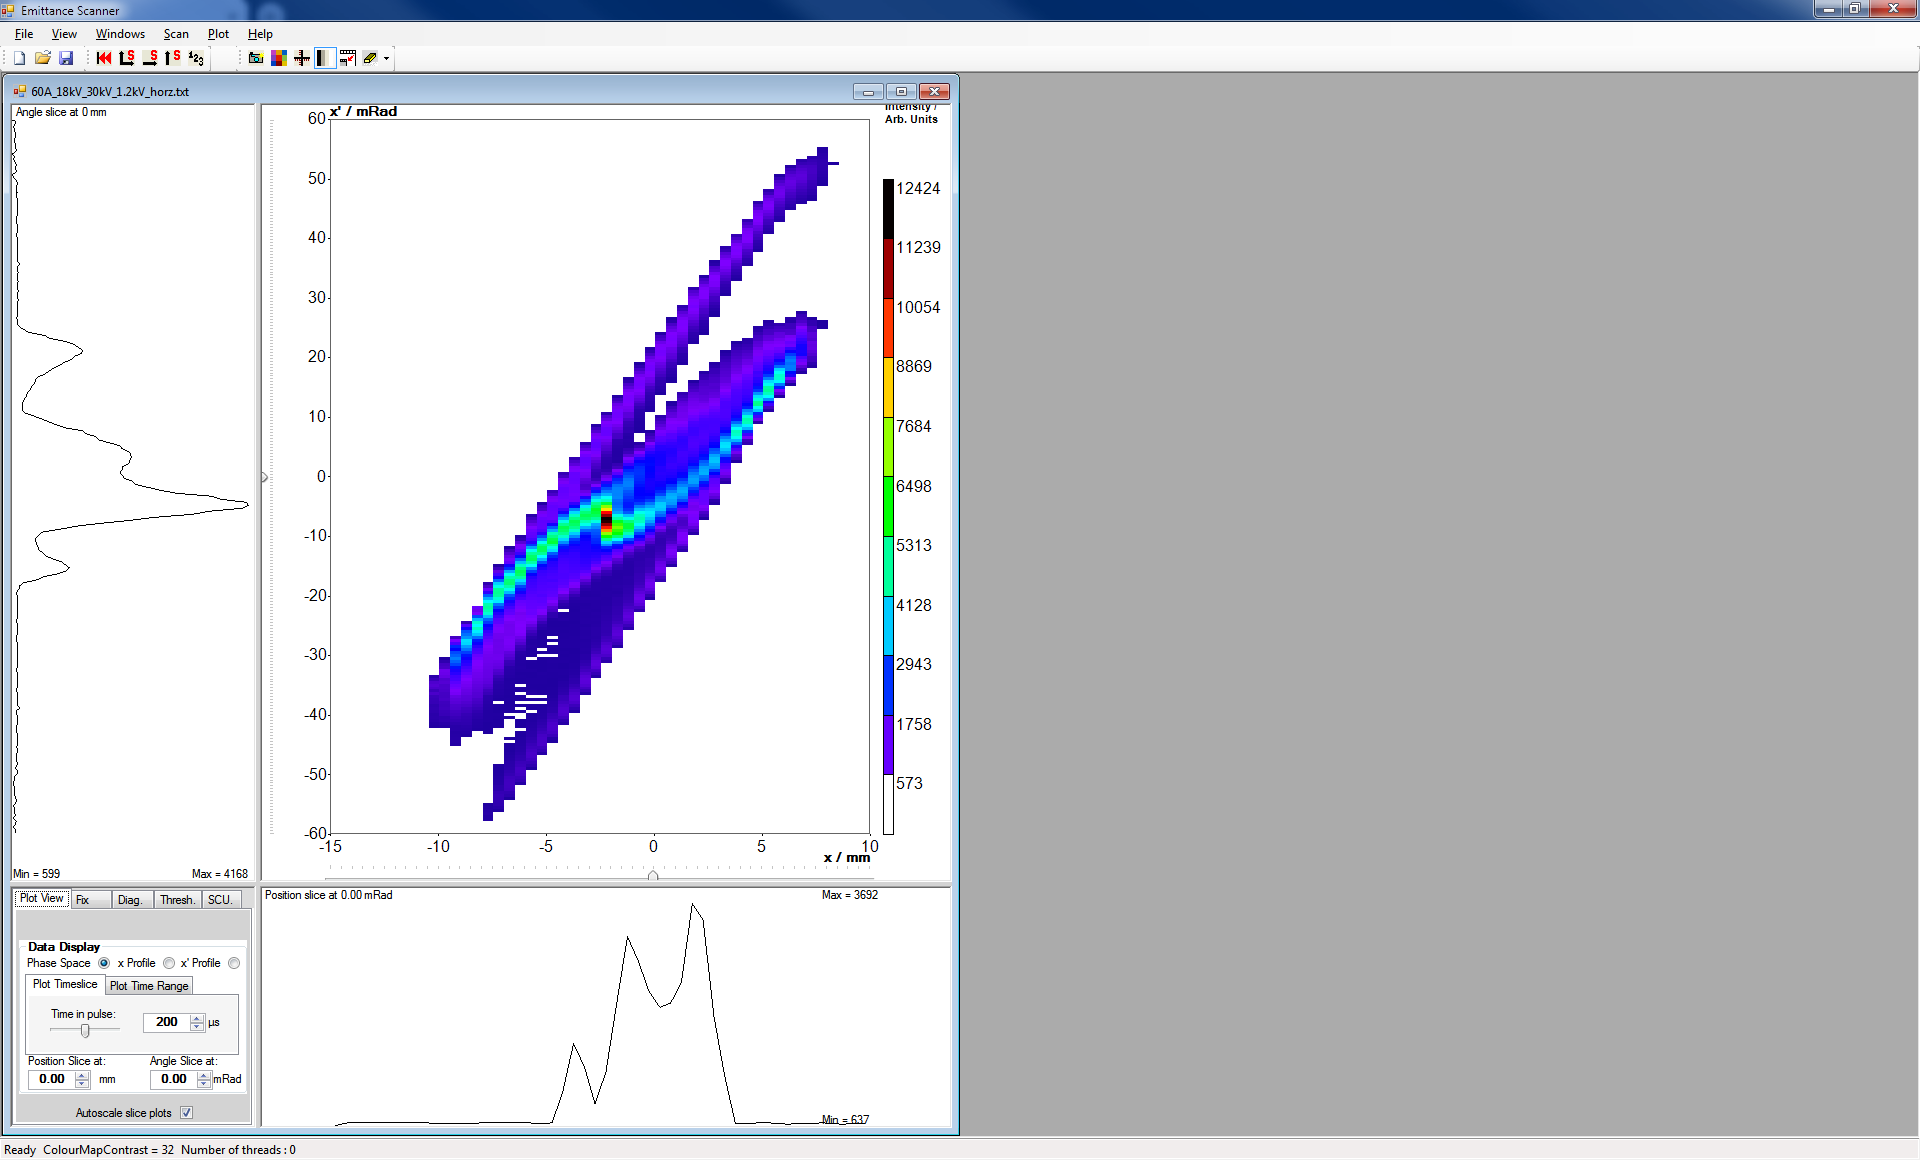 Emittance Scanner
File View Windows Scan Plot Help
60A_18kV_30kV_1.2kV_horz.txt
Angle slice at 0 mm
Min = 599 Max = 4168
x' / mRad
60
50
40
30
20
10
0
-10
-20
-30
-40
-50
-60
-15 -10 -5 0 5 10
x / mm
Intensity /
Arb. Units
12424
11239
10054
8869
7684
6498
5313
4128
2943
1758
573
Plot View Fix Diag. Thresh. SCU.
Data Display
Phase Space x Profile x' Profile
Plot Timeslice Plot Time Range
Time in pulse: 200 µs
Position Slice at: Angle Slice at:
0.00 mm 0.00 mRad
Autoscale slice plots
Position slice at 0.00 mRad Max = 3692
Min = 637
Ready ColourMapContrast = 32 Number of threads : 0